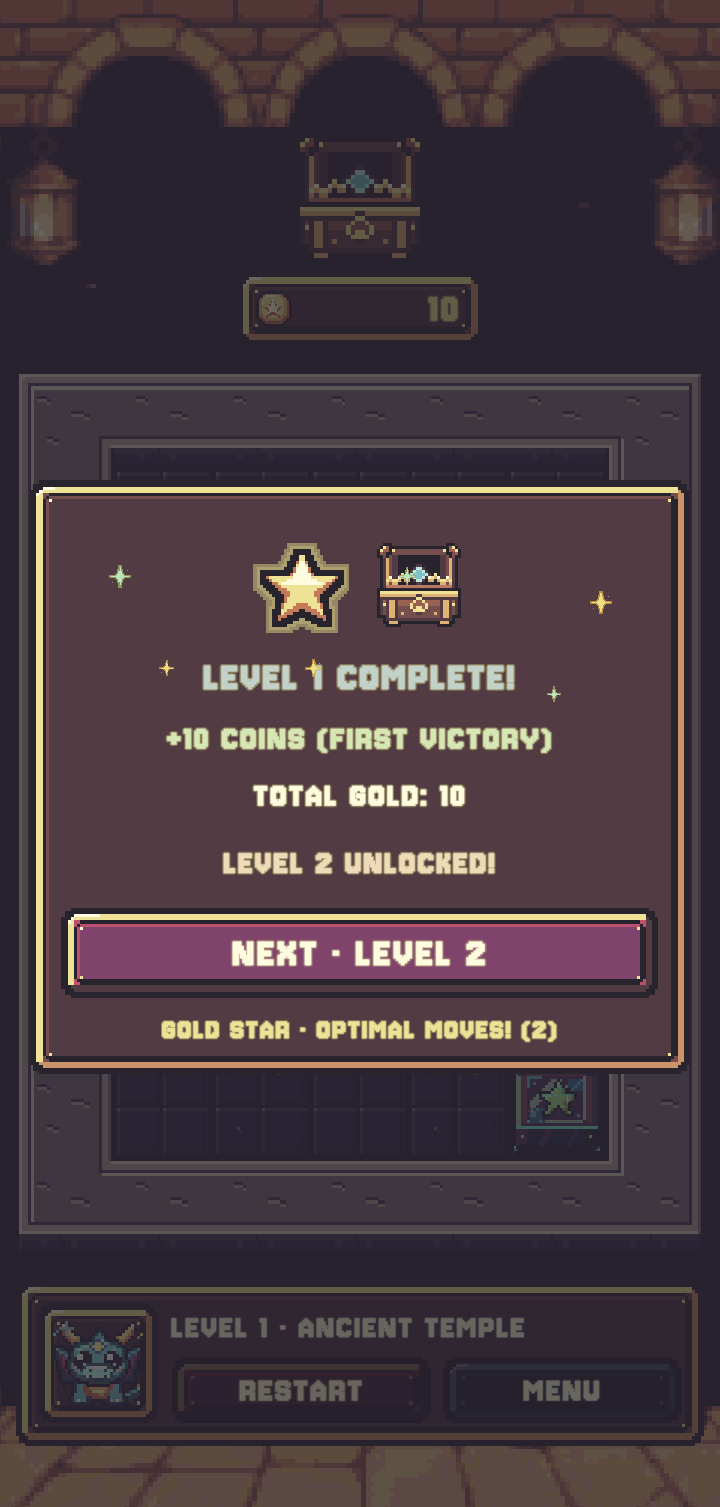 10
LEVEL 1 COMPLETE!
+10 COINS (FIRST VICTORY)
TOTAL GOLD: 10
LEVEL 2 UNLOCKED!
NEXT · LEVEL 2
GOLD STAR · OPTIMAL MOVES! (2)
LEVEL 1 · ANCIENT TEMPLE
RESTART
MENU